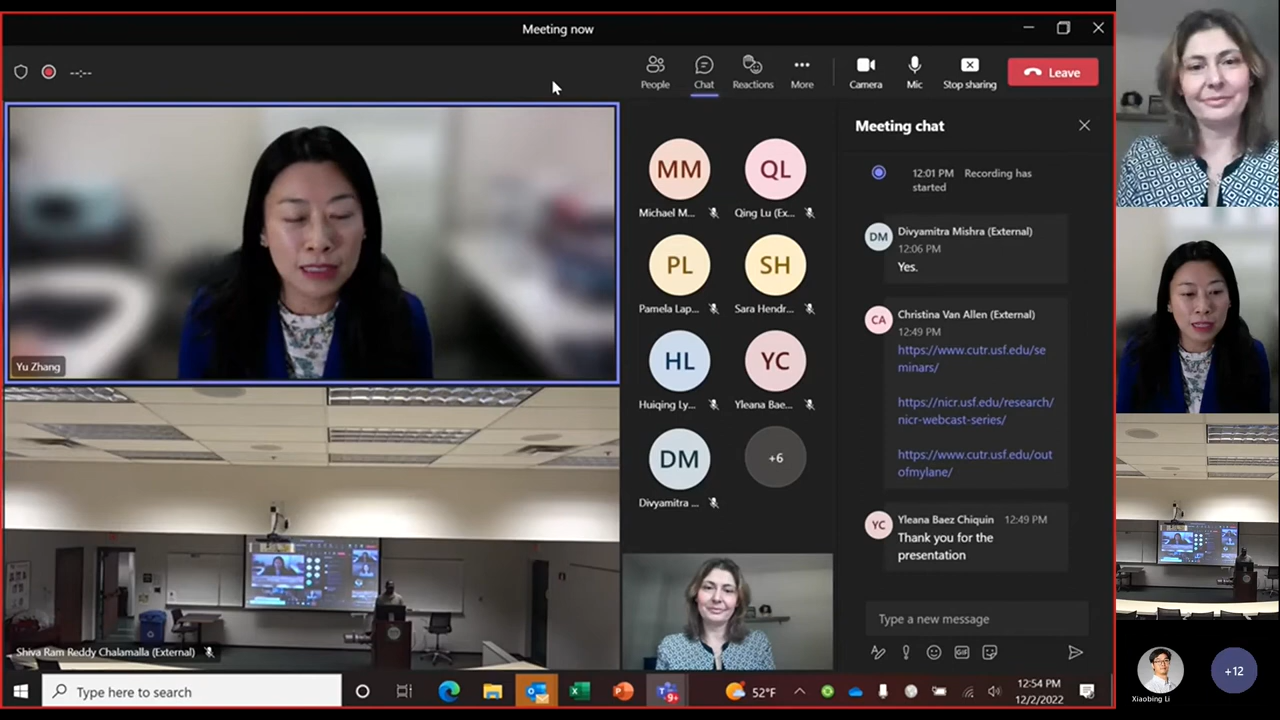 Meeting now
--:--
People
Chat
Reactions
More
Camera
Mic
Stop sharing
Leave
Yu Zhang
Shiva Ram Reddy Chalamalla (External)
MM
QL
Michael M...
Qing Lu (Ex...
PL
SH
Pamela Lap...
Sara Hendr...
HL
YC
Huiqing Ly...
Yleana Bae...
DM
+6
Divyamitra ...
Meeting chat
12:01 PM Recording has
started
DM
Divyamitra Mishra (External)
12:06 PM
Yes.
CA
Christina Van Allen (External)
12:49 PM
https://www.cutr.usf.edu/se
minars/
https://nicr.usf.edu/research/
nicr-webcast-series/
https://www.cutr.usf.edu/out
ofmylane/
YC
Yleana Baez Chiquin 12:49 PM
Thank you for the
presentation
Type a new message
GIF
Type here to search
9+
52°F
12:54 PM
12/2/2022
Xiaobing Li
+12